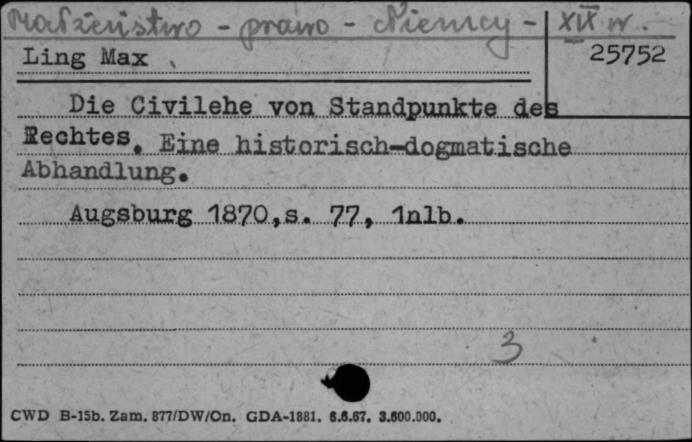 Małżeństwo - prawo - Niemcy - XIX w.
25752
Ling Max
Die Civilehe von Standpunkte des
Rechtes. Eine historisch-dogmatische
Abhandlung.
Augsburg 1870,s. 77, 1nlb.
3
CWD B-15b. Zam. 877/DW/On. GDA-1881. 6.6.67. 3.600.000.